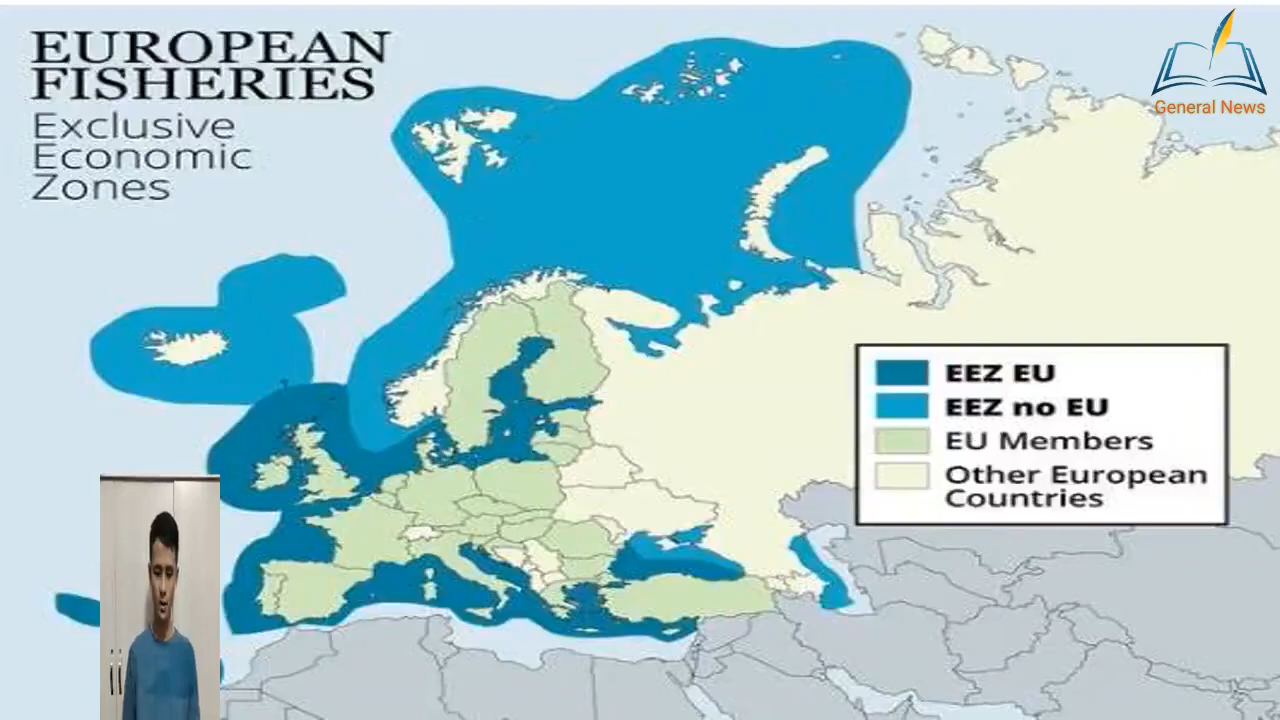 EUROPEAN
FISHERIES
Exclusive
Economic
Zones
General News
EEZ EU
EEZ no EU
EU Members
Other European
Countries